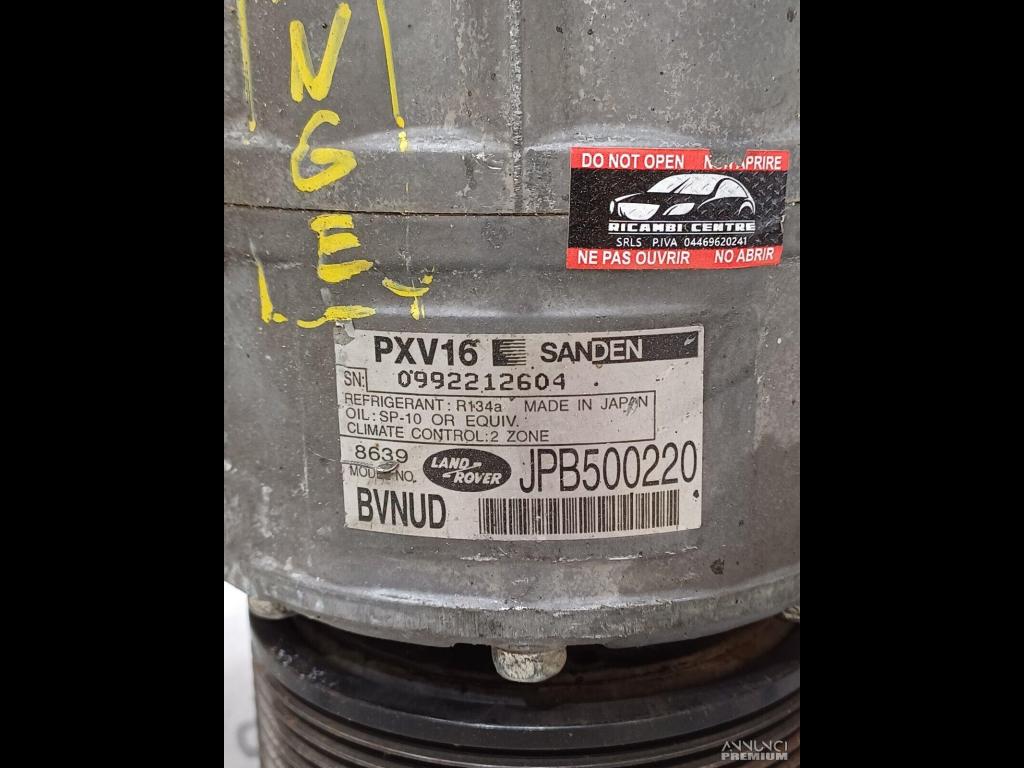 N
G
E
DO NOT OPEN NON APRIRE
RICAMBI CENTRE
SRLS P.IVA 04469620241
NE PAS OUVRIR NO ABRIR
PXV16 SANDEN
SN: 0992212604
REFRIGERANT: R134a MADE IN JAPAN
OIL: SP-10 OR EQUIV.
CLIMATE CONTROL: 2 ZONE
8639
MODEL NO. LAND ROVER JPB500220
BVNUD
ANNUNCI
PREMIUM